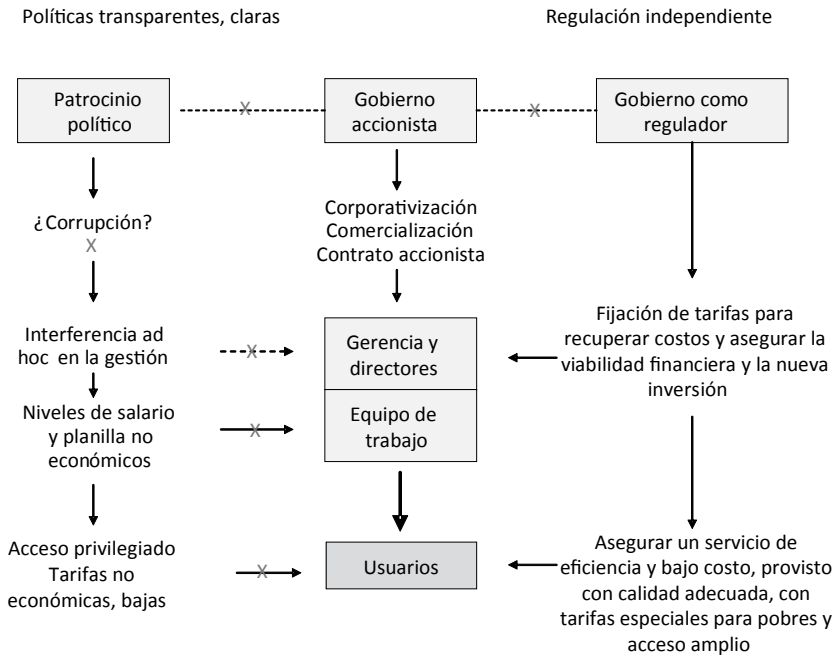 Políticas transparentes, claras
Regulación independiente
Patrocinio
político
X
Gobierno
accionista
X
Gobierno como
regulador
¿Corrupción?
X
Corporativización
Comercialización
Contrato accionista
Interferencia ad
hoc en la gestión
X
Gerencia y
directores
Fijación de tarifas para
recuperar costos y asegurar la
viabilidad financiera y la nueva
inversión
Niveles de salario
y planilla no
económicos
X
Equipo de
trabajo
Acceso privilegiado
Tarifas no
económicas, bajas
X
Usuarios
Asegurar un servicio de
eficiencia y bajo costo, provisto
con calidad adecuada, con
tarifas especiales para pobres y
acceso amplio